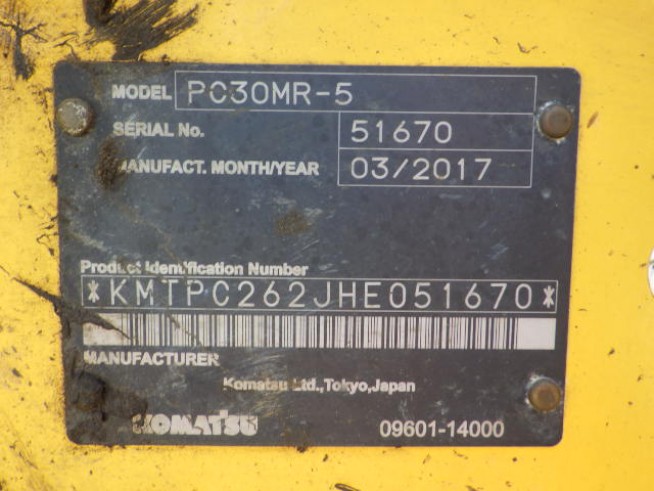 MODEL PC30MR-5
SERIAL No. 51670
MANUFACT. MONTH/YEAR 03/2017
Product Identification Number
*KMTPC262JHE051670*
MANUFACTURER
Komatsu Ltd.,Tokyo,Japan
KOMATSU 09601-14000